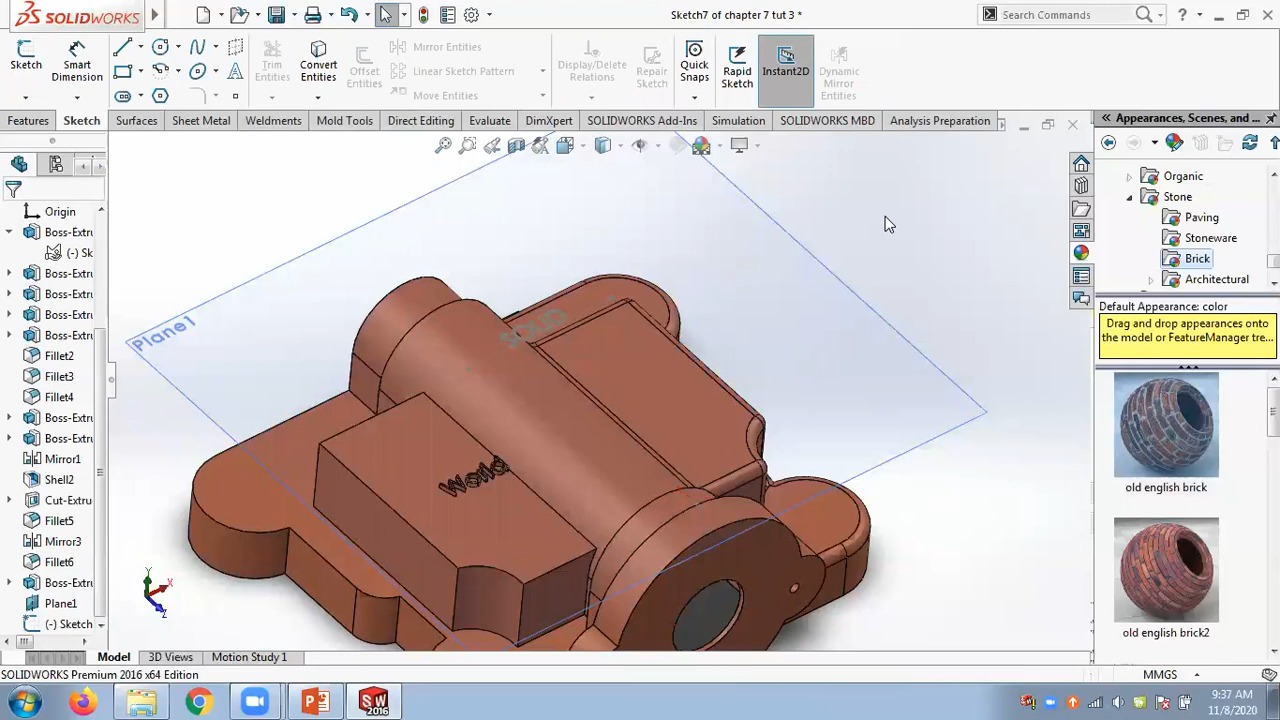 SOLIDWORKS
Sketch7 of chapter 7 tut 3 *
Search Commands
?
Sketch
Smart Dimension
Trim Entities
Convert Entities
Offset Entities
Mirror Entities
Linear Sketch Pattern
Move Entities
Display/Delete Relations
Repair Sketch
Quick Snaps
Rapid Sketch
Instant2D
Dynamic Mirror Entities
Features
Sketch
Surfaces
Sheet Metal
Weldments
Mold Tools
Direct Editing
Evaluate
DimXpert
SOLIDWORKS Add-Ins
Simulation
SOLIDWORKS MBD
Analysis Preparation
Appearances, Scenes, and ...
Origin
Boss-Extru
(-) Sk
Boss-Extru
Boss-Extru
Boss-Extru
Boss-Extru
Fillet2
Fillet3
Fillet4
Boss-Extru
Boss-Extru
Mirror1
Shell2
Cut-Extru
Fillet5
Mirror3
Fillet6
Boss-Extru
Plane1
(-) Sketch
Plane1
SOLID
World
Y
X
Z
Organic
Stone
Paving
Stoneware
Brick
Architectural
Default Appearance: color
Drag and drop appearances onto
the model or FeatureManager tre...
old english brick
old english brick2
Model
3D Views
Motion Study 1
SOLIDWORKS Premium 2016 x64 Edition
MMGS
SW
2016
9:37 AM
11/8/2020